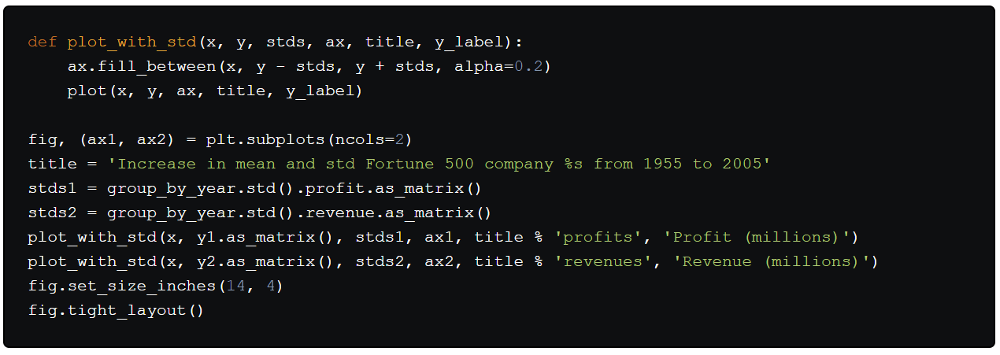 def plot_with_std(x, y, stds, ax, title, y_label):
    ax.fill_between(x, y - stds, y + stds, alpha=0.2)
    plot(x, y, ax, title, y_label)

fig, (ax1, ax2) = plt.subplots(ncols=2)
title = 'Increase in mean and std Fortune 500 company %s from 1955 to 2005'
stds1 = group_by_year.std().profit.as_matrix()
stds2 = group_by_year.std().revenue.as_matrix()
plot_with_std(x, y1.as_matrix(), stds1, ax1, title % 'profits', 'Profit (millions)')
plot_with_std(x, y2.as_matrix(), stds2, ax2, title % 'revenues', 'Revenue (millions)')
fig.set_size_inches(14, 4)
fig.tight_layout()